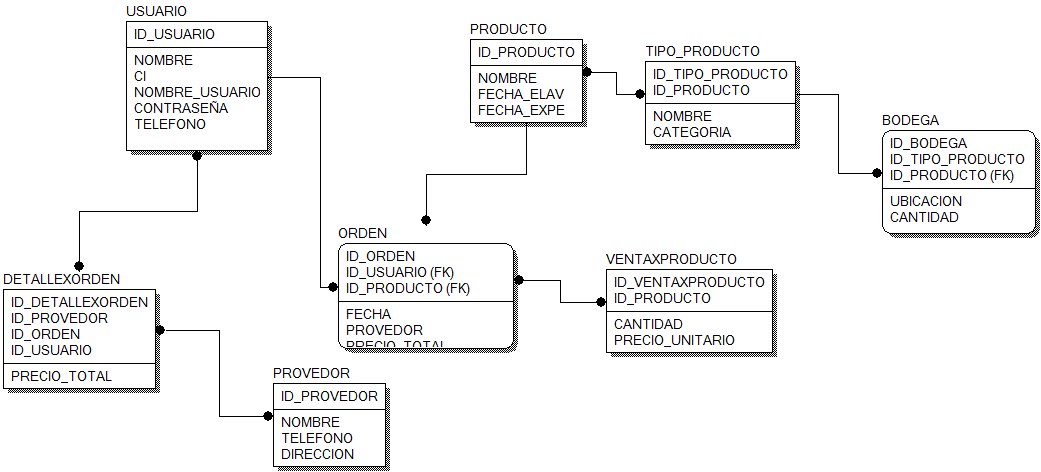 USUARIO
ID_USUARIO
NOMBRE
CI
NOMBRE_USUARIO
CONTRASEÑA
TELEFONO
PRODUCTO
ID_PRODUCTO
NOMBRE
FECHA_ELAV
FECHA_EXPE
TIPO_PRODUCTO
ID_TIPO_PRODUCTO
ID_PRODUCTO
NOMBRE
CATEGORIA
BODEGA
ID_BODEGA
ID_TIPO_PRODUCTO
ID_PRODUCTO (FK)
UBICACION
CANTIDAD
ORDEN
ID_ORDEN
ID_USUARIO (FK)
ID_PRODUCTO (FK)
FECHA
PROVEDOR
PRECIO_TOTAL
VENTAXPRODUCTO
ID_VENTAXPRODUCTO
ID_PRODUCTO
CANTIDAD
PRECIO_UNITARIO
DETALLEXORDEN
ID_DETALLEXORDEN
ID_PROVEDOR
ID_ORDEN
ID_USUARIO
PRECIO_TOTAL
PROVEDOR
ID_PROVEDOR
NOMBRE
TELEFONO
DIRECCION